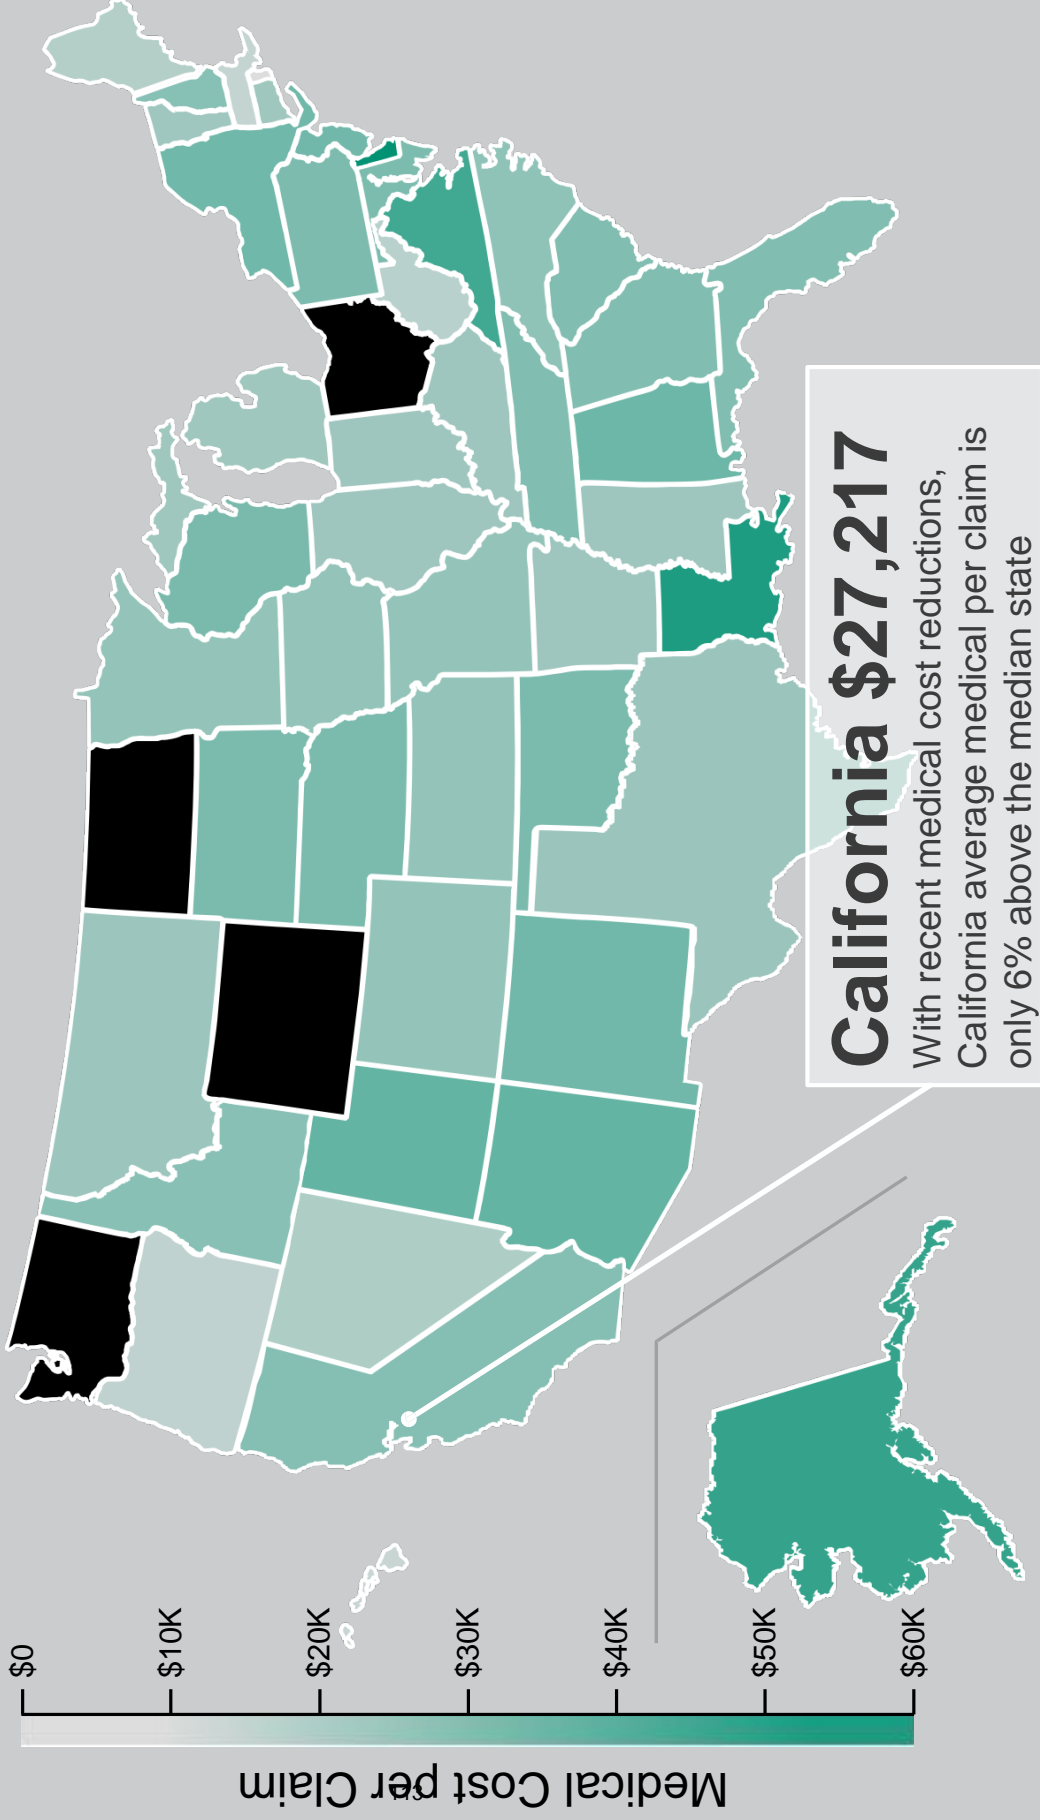 $0
$10K
$20K
$30K
$40K
$50K
$60K
Medical Cost per Claim
California $27,217
With recent medical cost reductions,
California average medical per claim is
only 6% above the median state